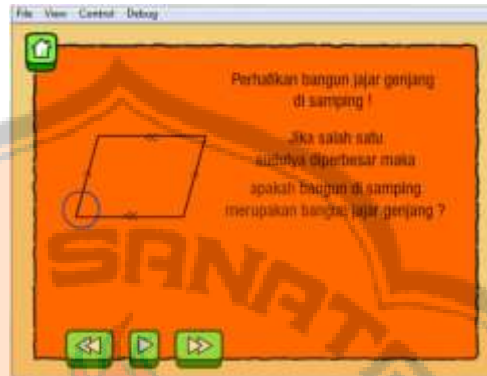 File View Control Debug
Perhatikan bangun jajar genjang
di samping !
Jika salah satu
sudutnya diperbesar maka
apakah bangun di samping
merupakan bangun jajar genjang ?
SANATA